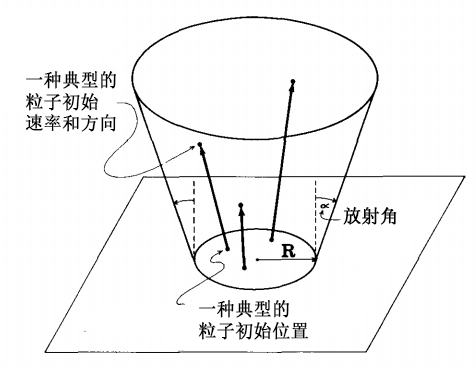 一种典型的
粒子初始
速率和方向
α
放射角
R
一种典型的
粒子初始位置